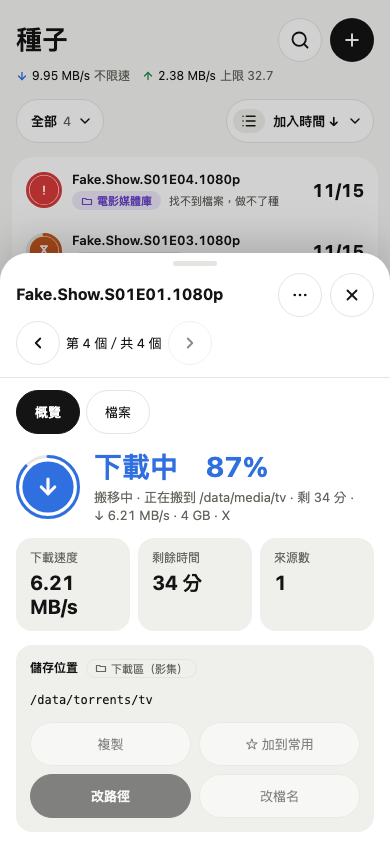 種子
↓ 9.95 MB/s 不限速 ↑ 2.38 MB/s 上限 32.7
全部 4
加入時間 ↓
Fake.Show.S01E04.1080p
電影媒體庫 找不到檔案，做不了種
11/15
Fake.Show.S01E03.1080p
11/15
Fake.Show.S01E01.1080p
第 4 個 / 共 4 個
概覽
檔案
下載中 87%
搬移中 · 正在搬到 /data/media/tv · 剩 34 分 ·
↓ 6.21 MB/s · 4 GB · X
下載速度
6.21
MB/s
剩餘時間
34 分
來源數
1
儲存位置 下載區（影集）
/data/torrents/tv
複製
☆ 加到常用
改路徑
改檔名